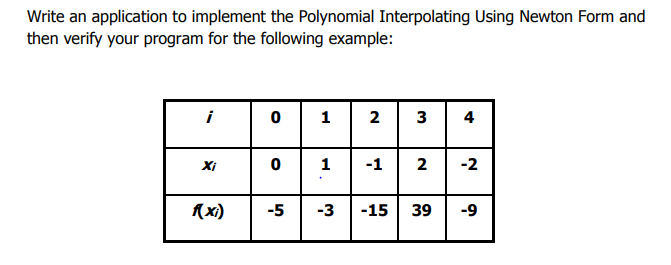 Write an application to implement the Polynomial Interpolating Using Newton Form and
then verify your program for the following example:
i 0 1 2 3 4
xi 0 1 -1 2 -2
f(xi) -5 -3 -15 39 -9